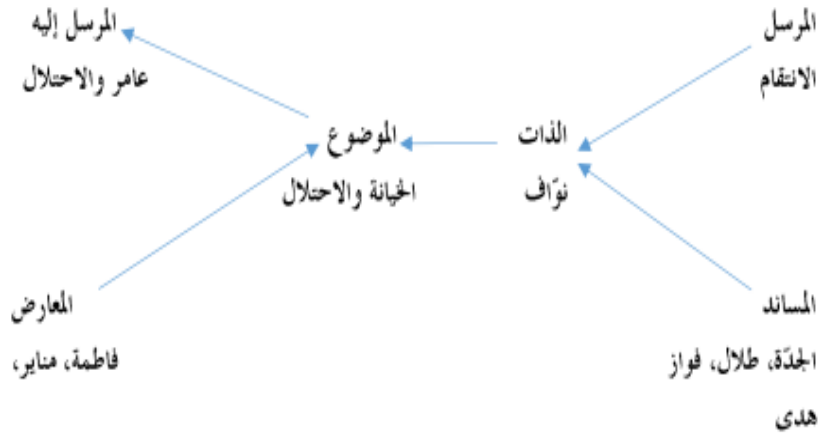 المرسل
الانتقام
المرسل إليه
عامر والاحتلال
الذات
نوّاف
الموضوع
الخيانة والاحتلال
المساند
الجدّة، طلال، فواز
هدى
المعارض
فاطمة، مناير،